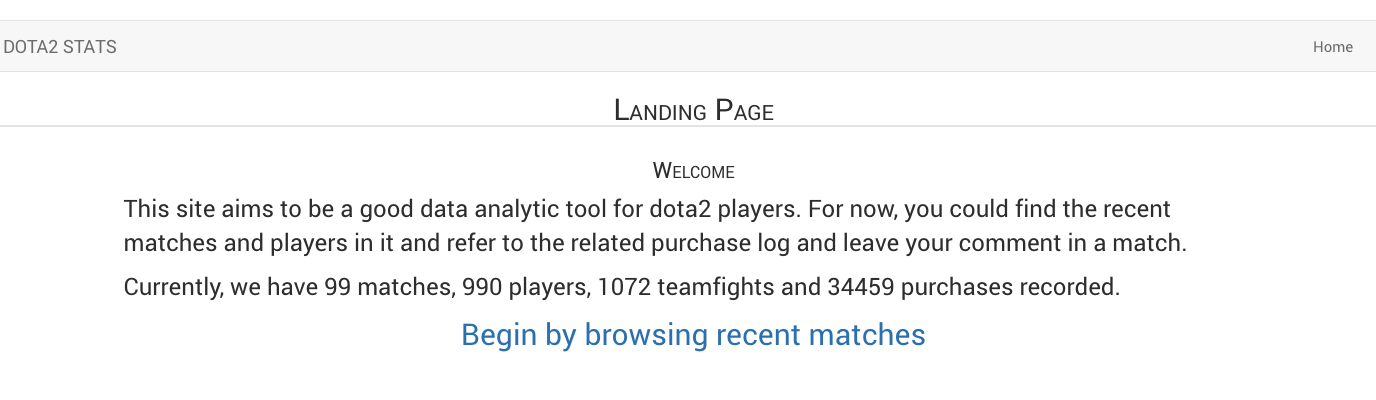 DOTA2 STATS
Home
Landing Page
Welcome
This site aims to be a good data analytic tool for dota2 players. For now, you could find the recent
matches and players in it and refer to the related purchase log and leave your comment in a match.
Currently, we have 99 matches, 990 players, 1072 teamfights and 34459 purchases recorded.
Begin by browsing recent matches